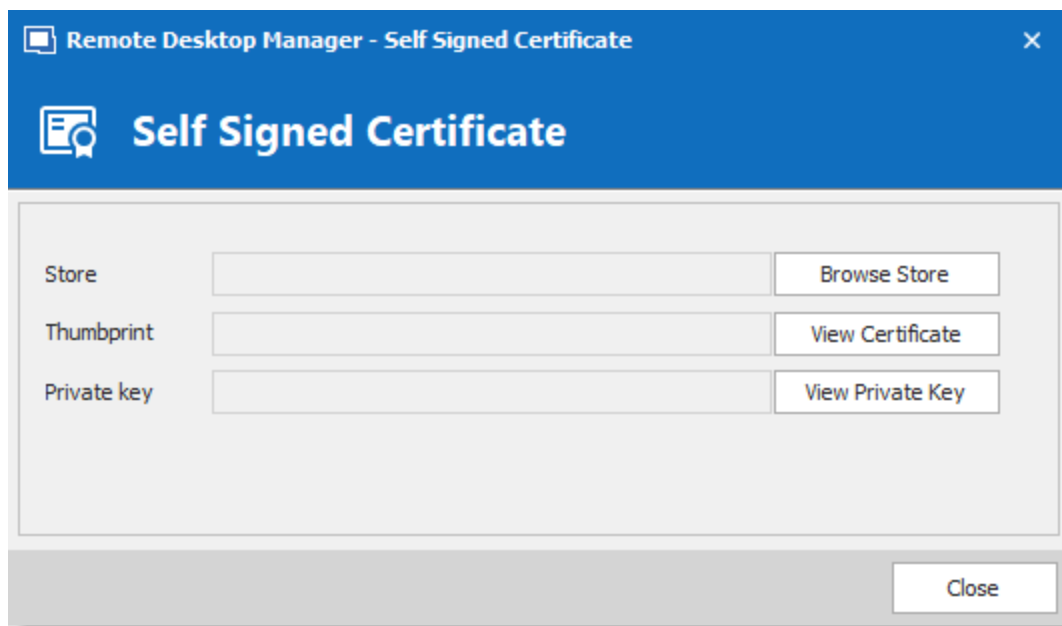 Remote Desktop Manager - Self Signed Certificate
Self Signed Certificate
Store Browse Store
Thumbprint View Certificate
Private key View Private Key
Close